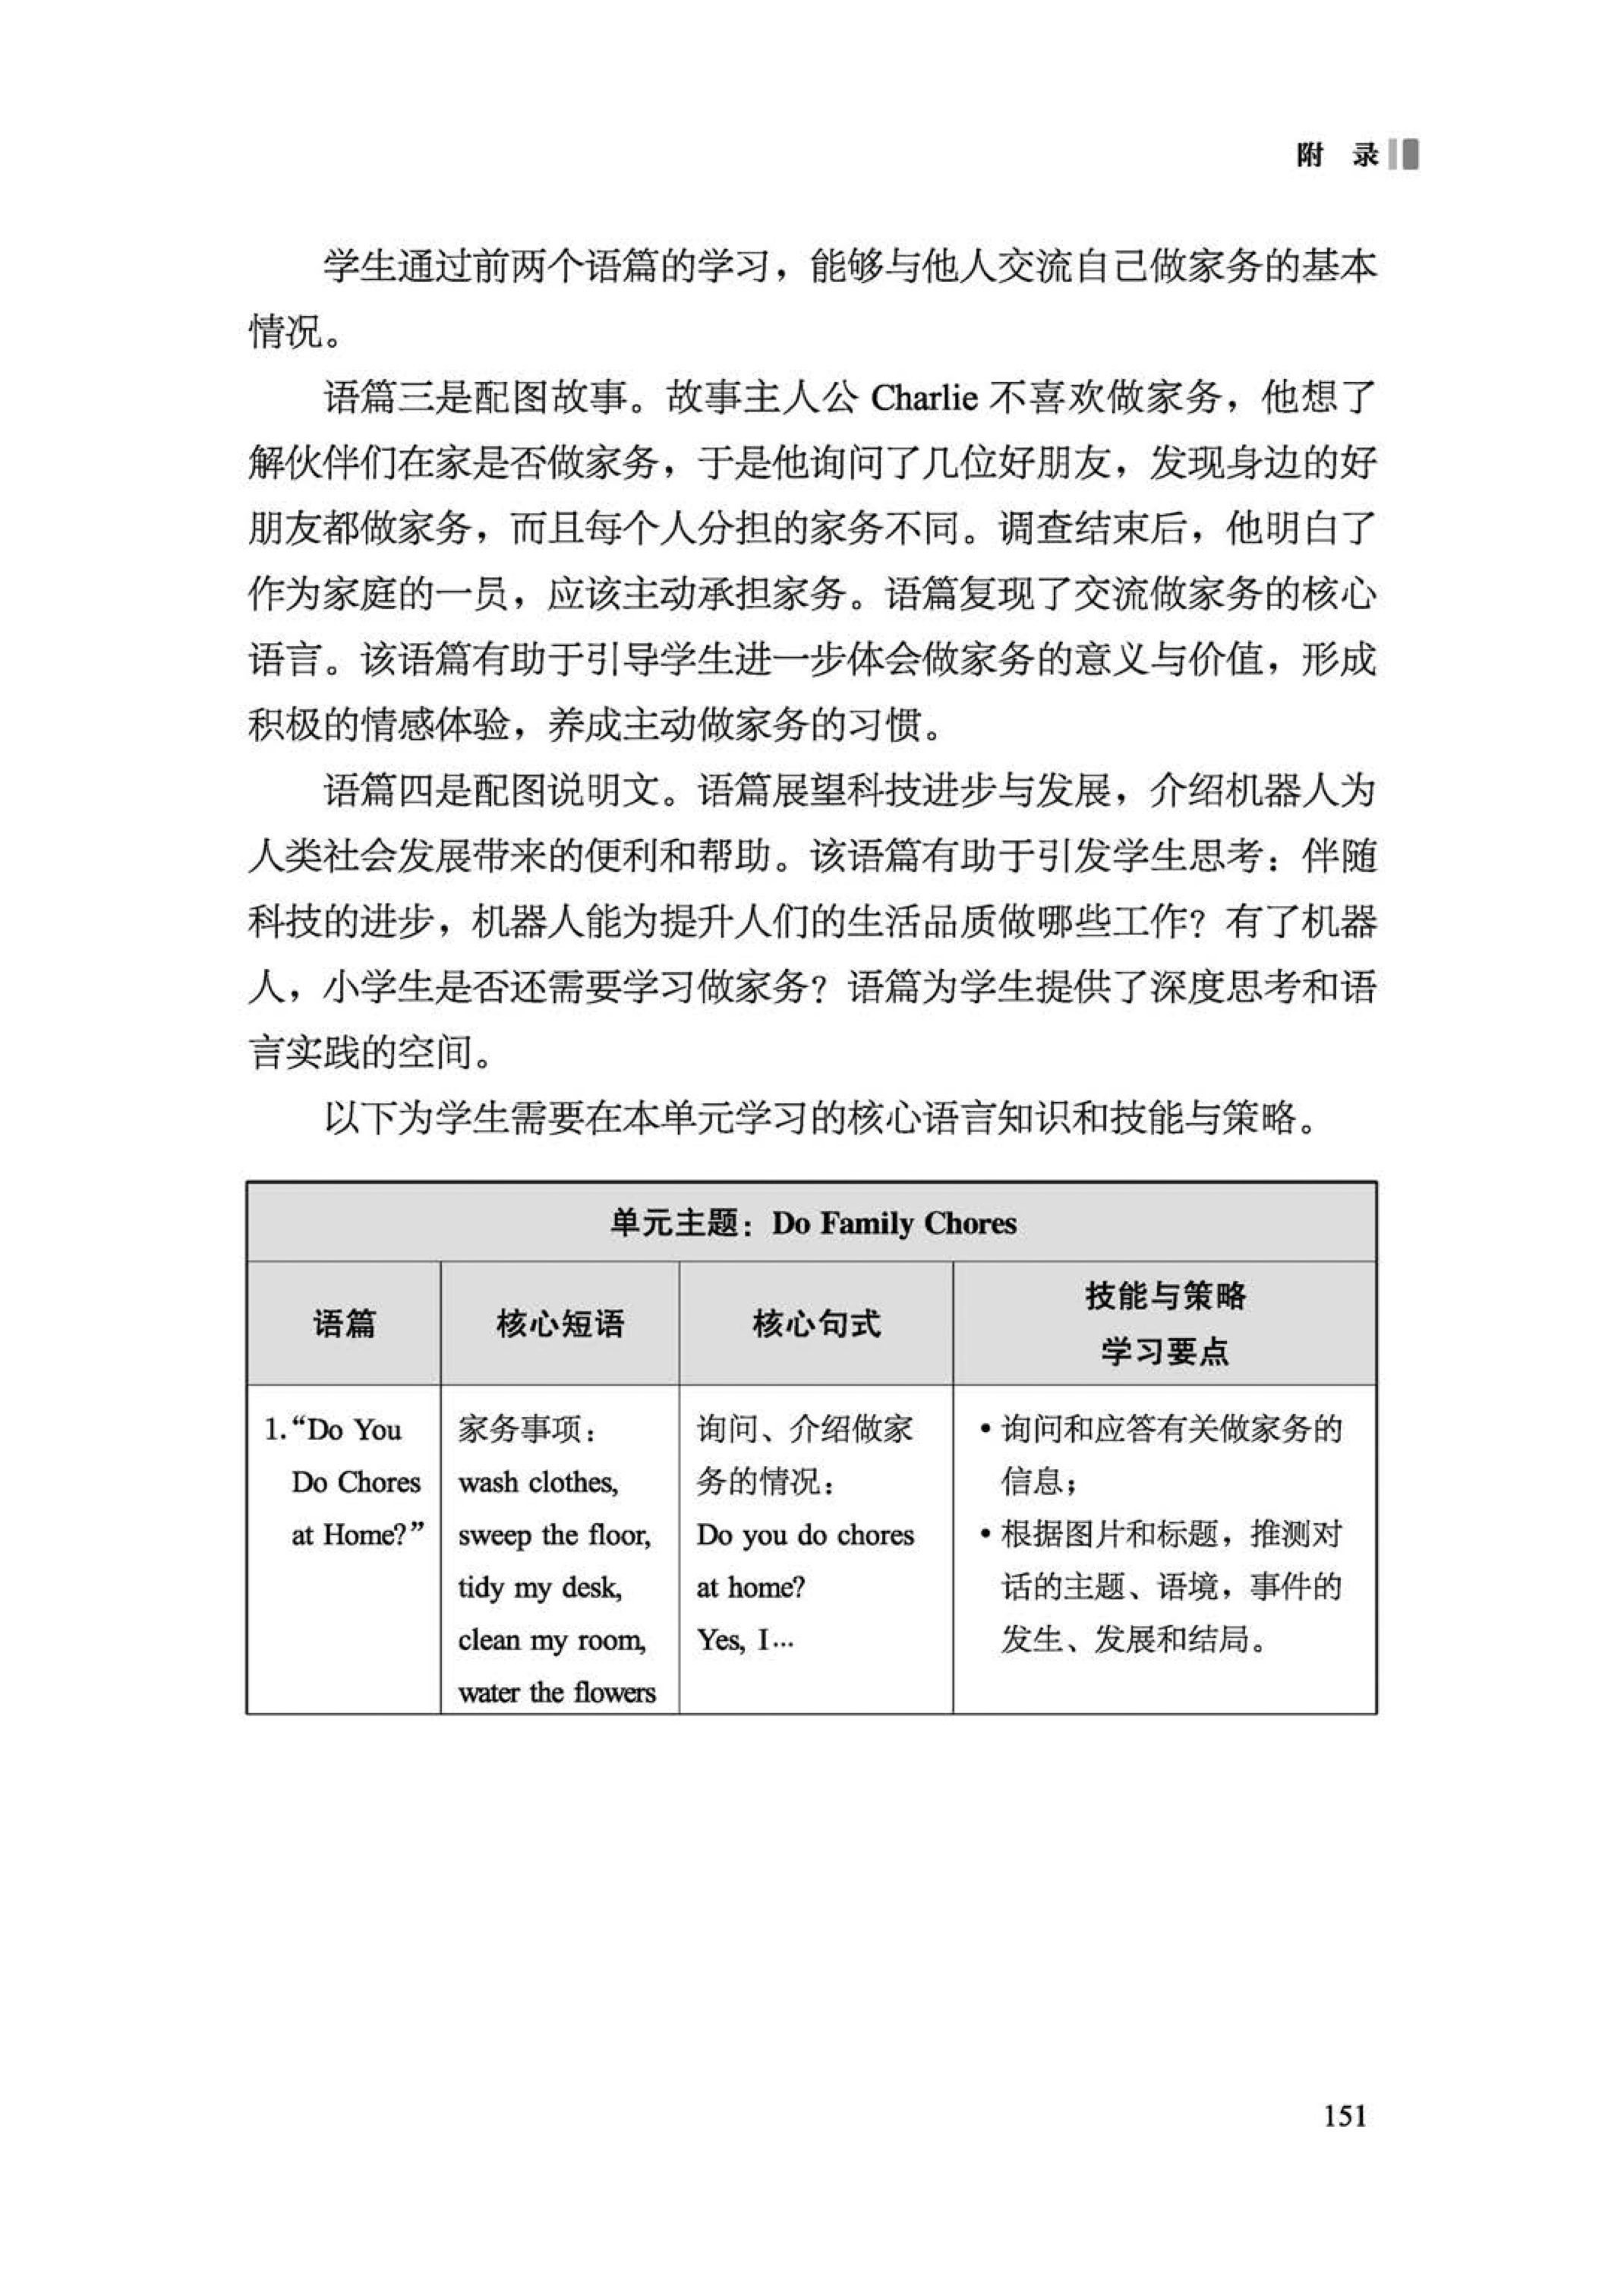 附 录
学生通过前两个语篇的学习，能够与他人交流自己做家务的基本
情况。
语篇三是配图故事。故事主人公 Charlie 不喜欢做家务，他想了
解伙伴们在家是否做家务，于是他询问了几位好朋友，发现身边的好
朋友都做家务，而且每个人分担的家务不同。调查结束后，他明白了
作为家庭的一员，应该主动承担家务。语篇复现了交流做家务的核心
语言。该语篇有助于引导学生进一步体会做家务的意义与价值，形成
积极的情感体验，养成主动做家务的习惯。
语篇四是配图说明文。语篇展望科技进步与发展，介绍机器人为
人类社会发展带来的便利和帮助。该语篇有助于引发学生思考：伴随
科技的进步，机器人能为提升人们的生活品质做哪些工作？有了机器
人，小学生是否还需要学习做家务？语篇为学生提供了深度思考和语
言实践的空间。
以下为学生需要在本单元学习的核心语言知识和技能与策略。
单元主题：Do Family Chores
语篇
核心短语
核心句式
技能与策略
学习要点
1.“Do You
Do Chores
at Home?”
家务事项：
wash clothes,
sweep the floor,
tidy my desk,
clean my room,
water the flowers
询问、介绍做家
务的情况：
Do you do chores
at home?
Yes, I…
• 询问和应答有关做家务的
信息；
• 根据图片和标题，推测对
话的主题、语境，事件的
发生、发展和结局。
151